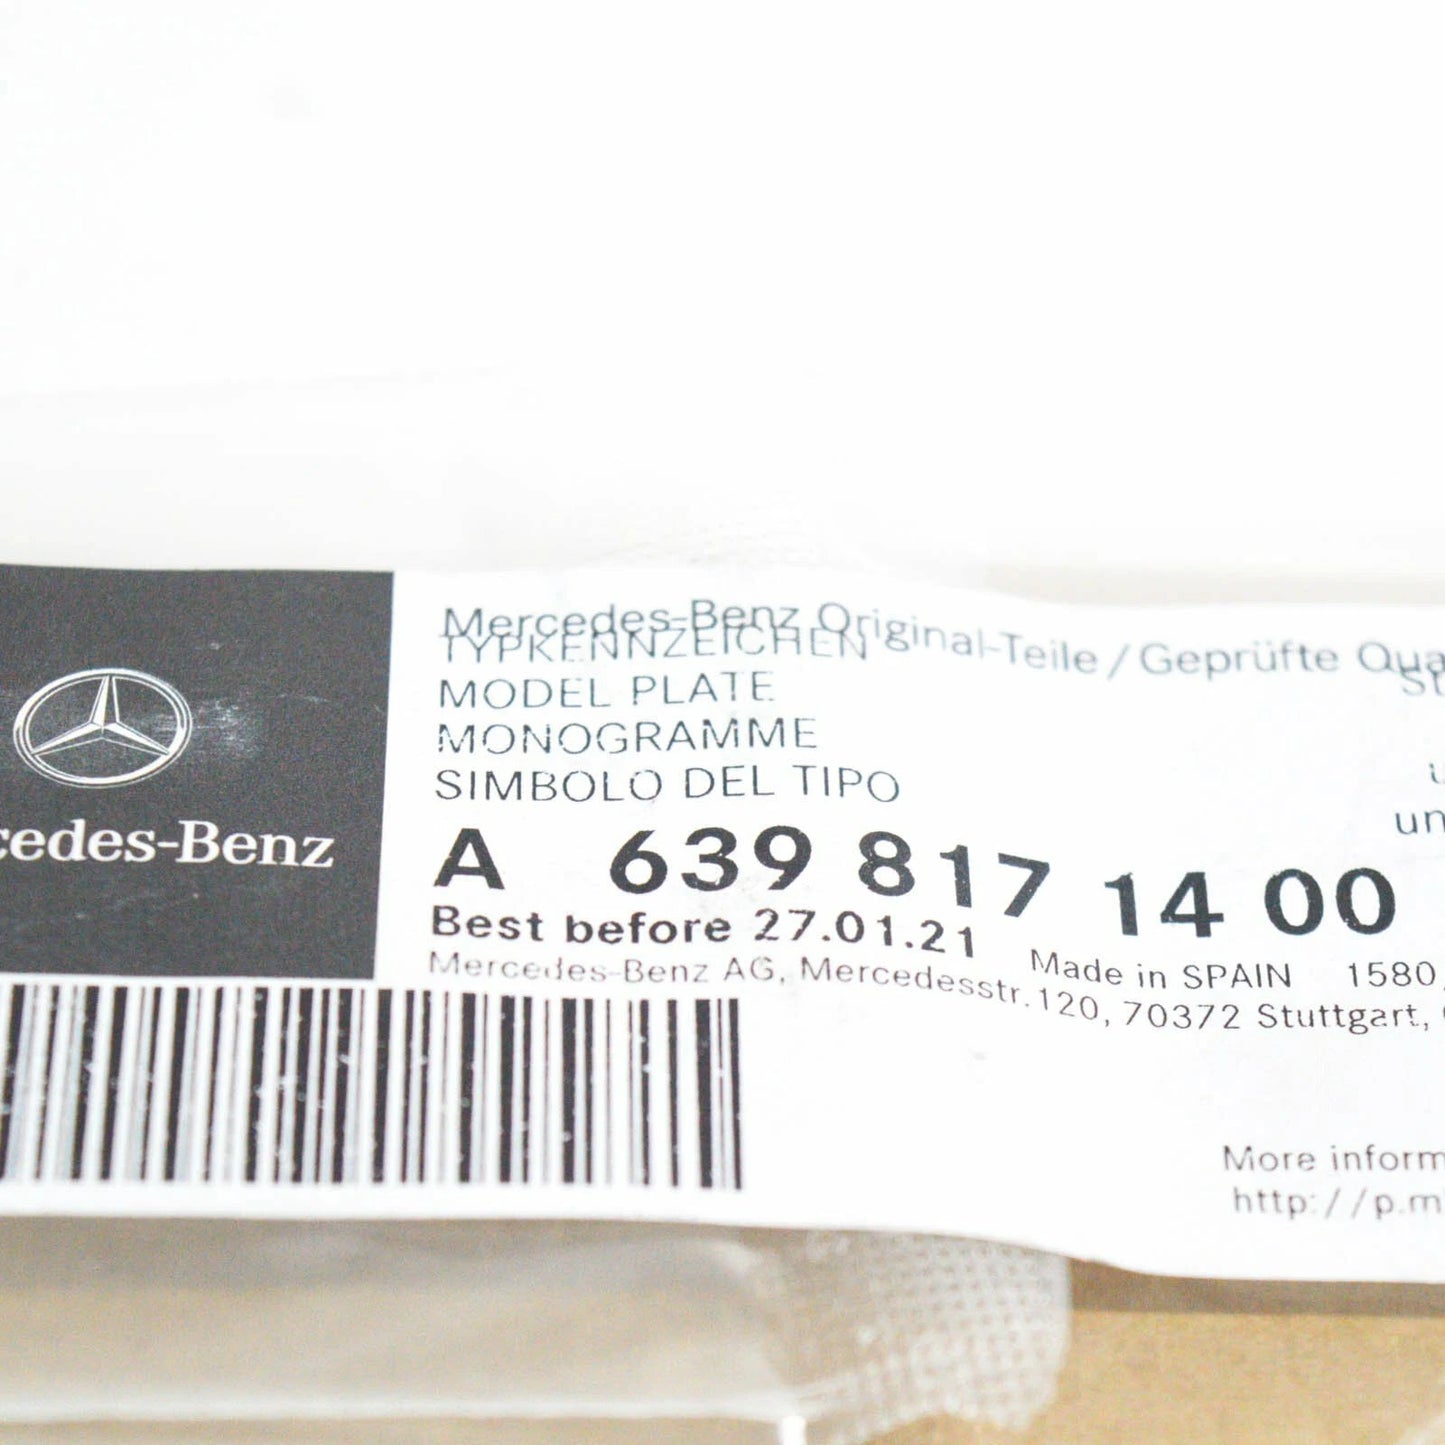 Mercedes-Benz Original-Teile / Geprüfte
TYPKENNZEICHEN
MODEL PLATE
MONOGRAMME
SIMBOLO DEL TIPO
un
cedes-Benz
A 639 817 14 00
Best before 27.01.21
Made in SPAIN 1580
Mercedes-Benz AG, Mercedesstr. 120, 70372 Stuttgart,
More inform
http://p.m